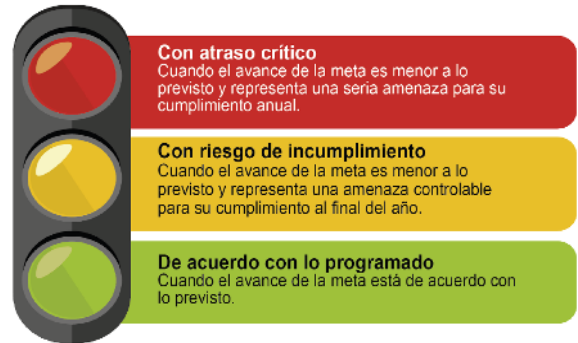 Con atraso crítico
Cuando el avance de la meta es menor a lo
previsto y representa una seria amenaza para su
cumplimiento anual.
Con riesgo de incumplimiento
Cuando el avance de la meta es menor a lo
previsto y representa una amenaza controlable
para su cumplimiento al final del año.
De acuerdo con lo programado
Cuando el avance de la meta está de acuerdo con
lo previsto.